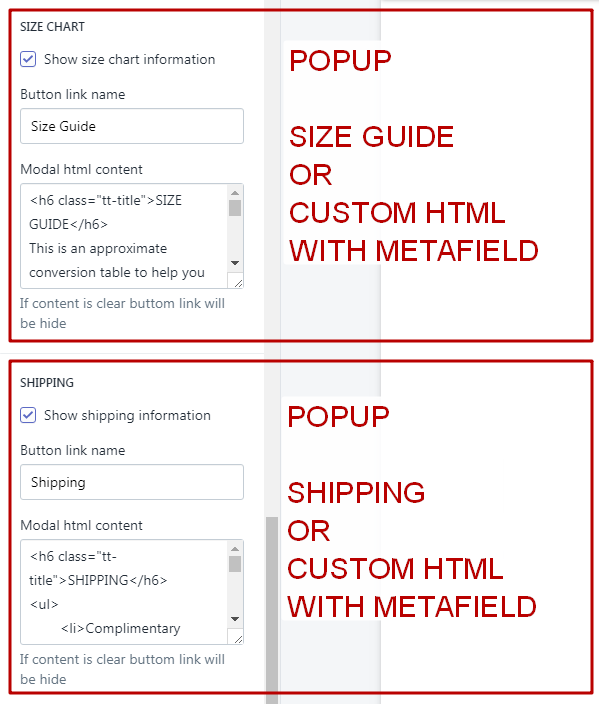 SIZE CHART
Show size chart information
Button link name
Size Guide
Modal html content
<h6 class="tt-title">SIZE
GUIDE</h6>
This is an approximate
conversion table to help you
If content is clear buttom link will
be hide
POPUP
SIZE GUIDE
OR
CUSTOM HTML
WITH METAFIELD
SHIPPING
Show shipping information
Button link name
Shipping
Modal html content
<h6 class="tt-
title">SHIPPING</h6>
<ul>
<li>Complimentary
If content is clear buttom link will
be hide
POPUP
SHIPPING
OR
CUSTOM HTML
WITH METAFIELD